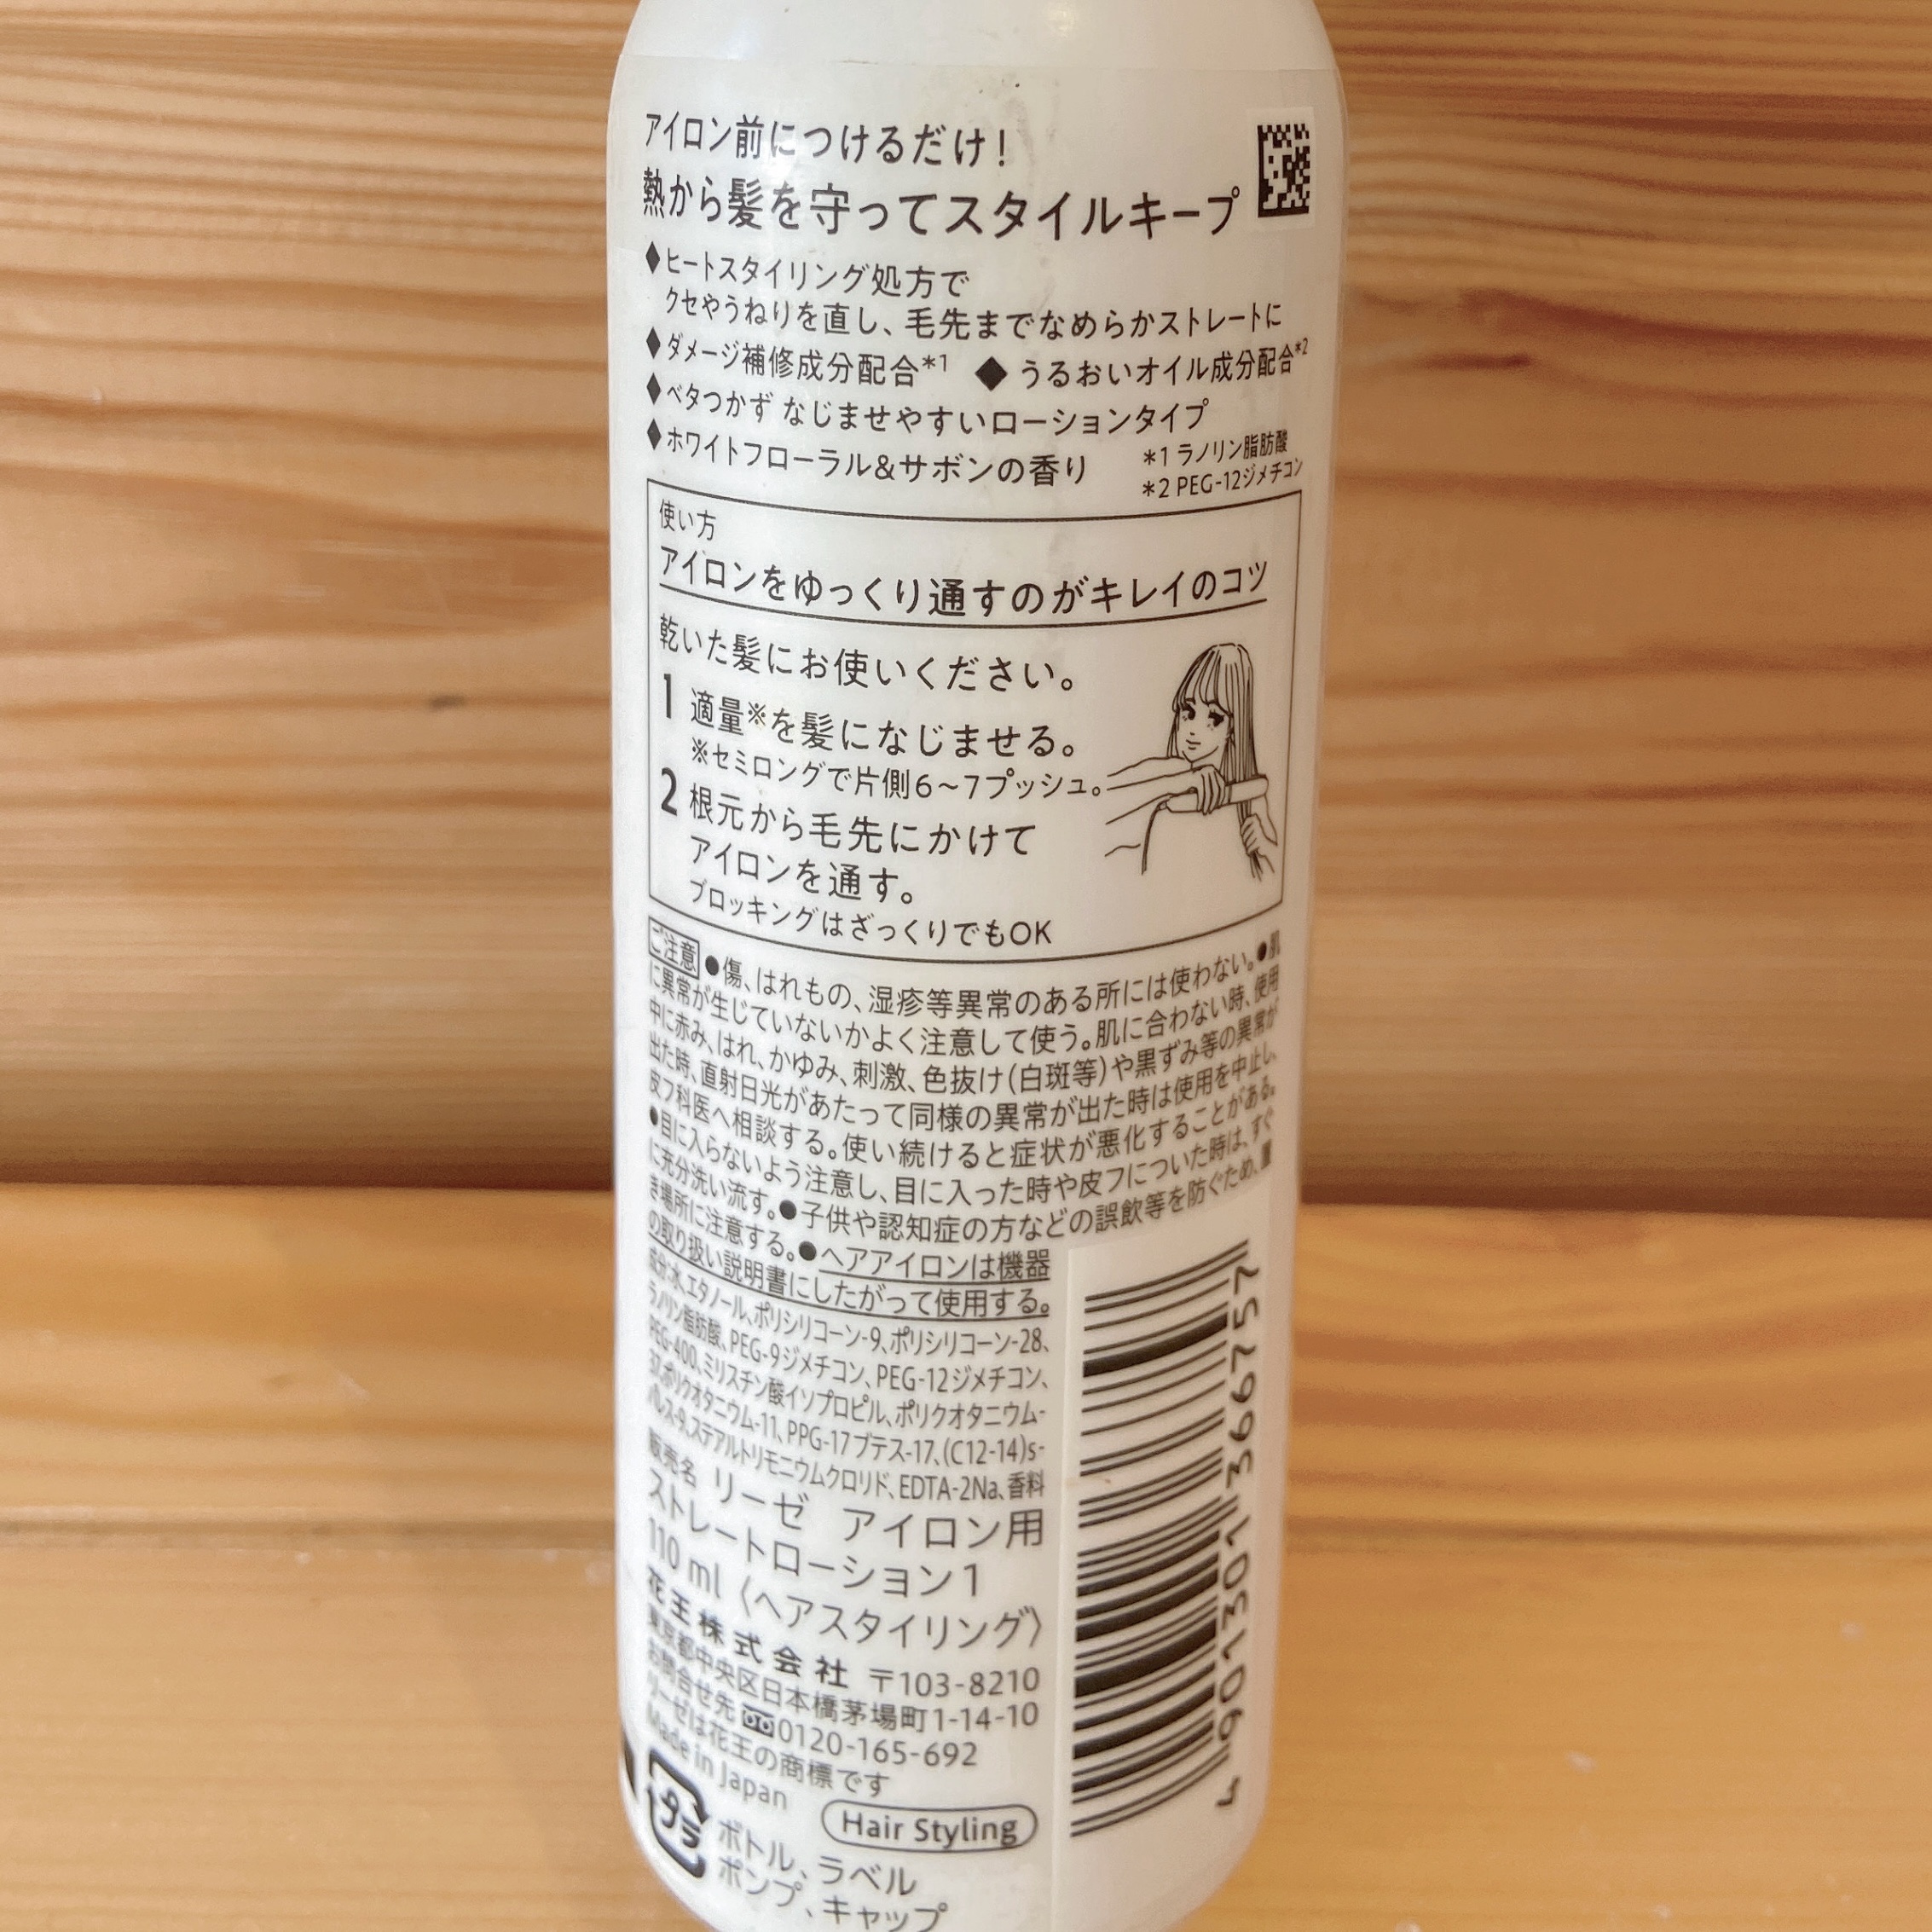 アイロン前につけるだけ！
熱から髪を守ってスタイルキープ
◆ヒートスタイリング処方で
クセやうねりを直し、毛先までなめらかストレートに
◆ダメージ補修成分配合*1 ◆うるおいオイル成分配合*2
◆ベタつかず なじませやすいローションタイプ
◆ホワイトフローラル&サボンの香り
*1 ラノリン脂肪酸
*2 PEG-12ジメチコン
使い方
アイロンをゆっくり通すのがキレイのコツ
乾いた髪にお使いください。
1 適量※を髪になじませる。
※セミロングで片側6～7プッシュ。
2 根元から毛先にかけて
アイロンを通す。
ブロッキングはざっくりでもOK
ご注意 ●傷、はれもの、湿疹等異常のある所には使わない。●肌
に異常が生じていないかよく注意して使う。肌に合わない時、使用
中に赤み、はれ、かゆみ、刺激、色抜け(白斑等)や黒ずみ等の異常が
出た時、直射日光があたって同様の異常が出た時は使用を中止し、
皮フ科医へ相談する。使い続けると症状が悪化することがある。
●目に入らないよう注意し、目に入った時や皮フについた時は、すぐ
に充分洗い流す。●子供や認知症の方などの誤飲等を防ぐため、置
き場所に注意する。●ヘアアイロンは機器
の取り扱い説明書にしたがって使用する。
成分:水、エタノール、ポリシリコーン-9、ポリシリコーン-28、
ラノリン脂肪酸、PEG-9ジメチコン、PEG-12ジメチコン、
PEG-400、ミリスチン酸イソプロピル、ポリクオタニウム-
37、ポリクオタニウム-11、PPG-17ブテス-17、(C12-14)s-
パレス-9、ステアルトリモニウムクロリド、EDTA-2Na、香料
販売名 リーゼ アイロン用
ストレートローション1
110 ml〈ヘアスタイリング〉
花王株式会社 〒103-8210
東京都中央区日本橋茅場町1-14-10
お問合せ先 0120-165-692
リーゼは花王の商標です
Made in Japan
Hair Styling
プラ
ボトル、ラベル
ポンプ、キャップ
4 901301 396757